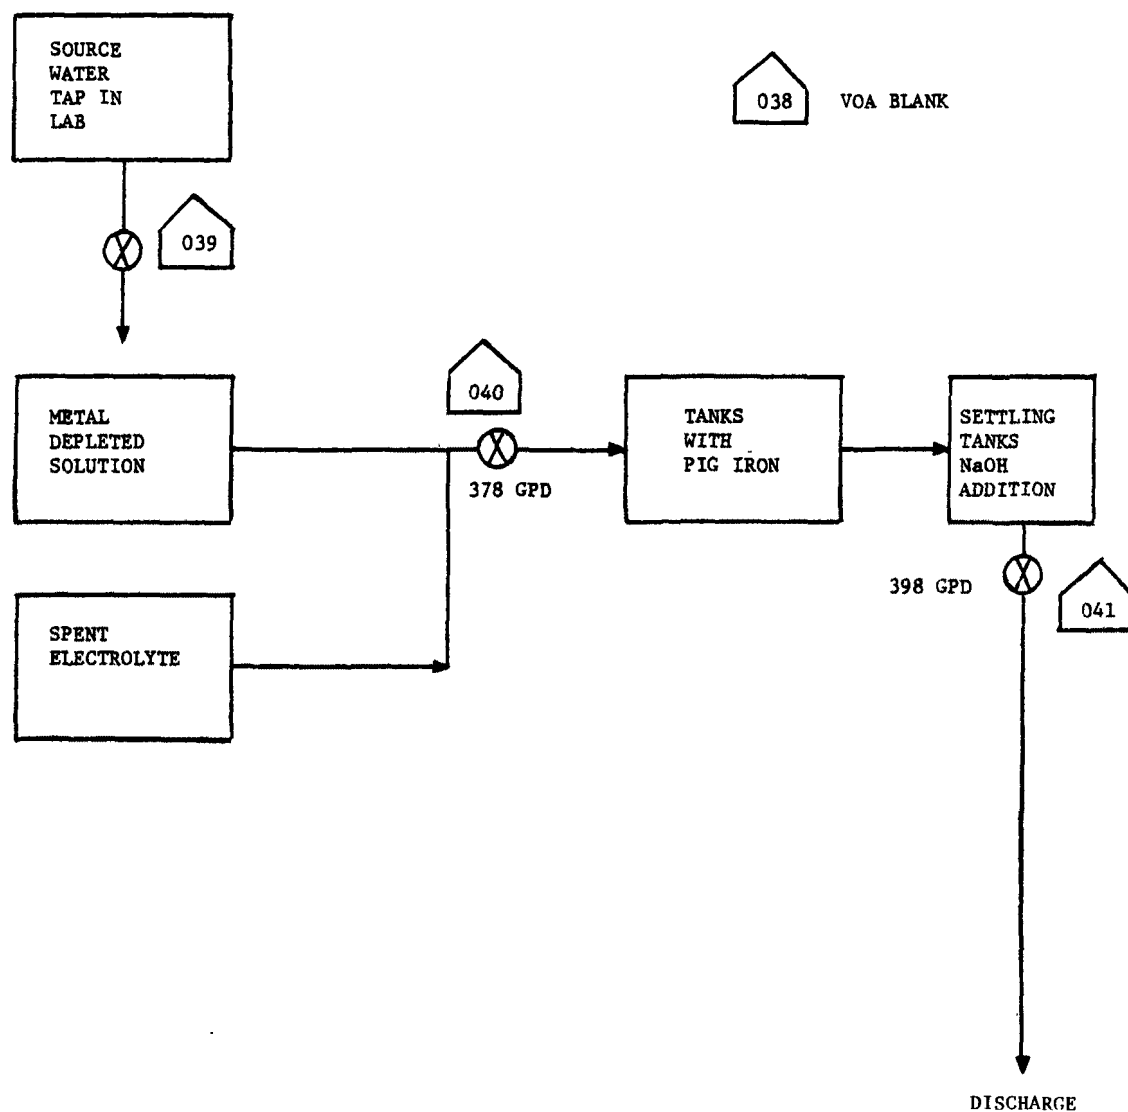 SOURCE
WATER
TAP IN
LAB
038 VOA BLANK
039
METAL
DEPLETED
SOLUTION
040
378 GPD
TANKS
WITH
PIG IRON
SETTLING
TANKS
NaOH
ADDITION
SPENT
ELECTROLYTE
398 GPD
041
DISCHARGE